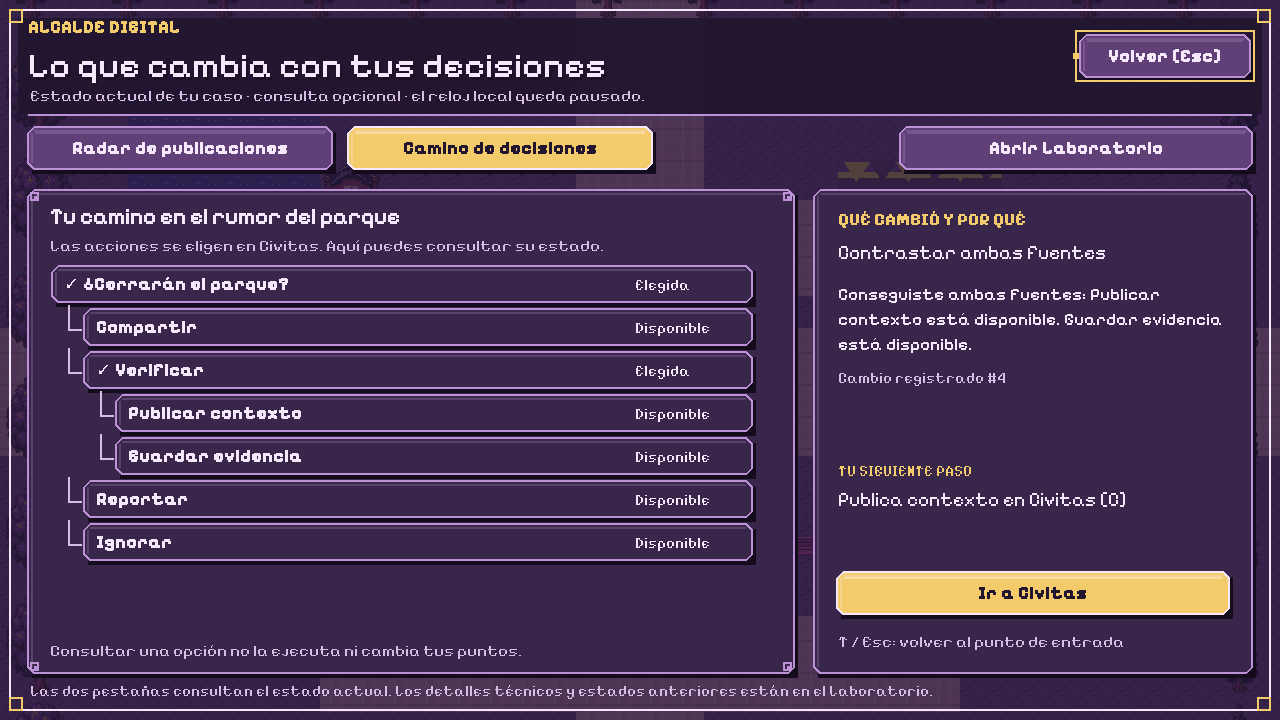 ALCALDE DIGITAL
Lo que cambia con tus decisiones
Volver (Esc)
Estado actual de tu caso · consulta opcional · el reloj local queda pausado.
Radar de publicaciones
Camino de decisiones
Abrir Laboratorio
Tu camino en el rumor del parque
Las acciones se eligen en Civitas. Aquí puedes consultar su estado.
✓ ¿Cerrarán el parque? Elegida
Compartir Disponible
✓ Verificar Elegida
Publicar contexto Disponible
Guardar evidencia Disponible
Reportar Disponible
Ignorar Disponible
Consultar una opción no la ejecuta ni cambia tus puntos.
QUÉ CAMBIÓ Y POR QUÉ
Contrastar ambas fuentes
Conseguiste ambas fuentes: Publicar
contexto está disponible. Guardar evidencia
está disponible.
Cambio registrado #4
TU SIGUIENTE PASO
Publica contexto en Civitas (C)
Ir a Civitas
T / Esc: volver al punto de entrada
Las dos pestañas consultan el estado actual. Los detalles técnicos y estados anteriores están en el Laboratorio.